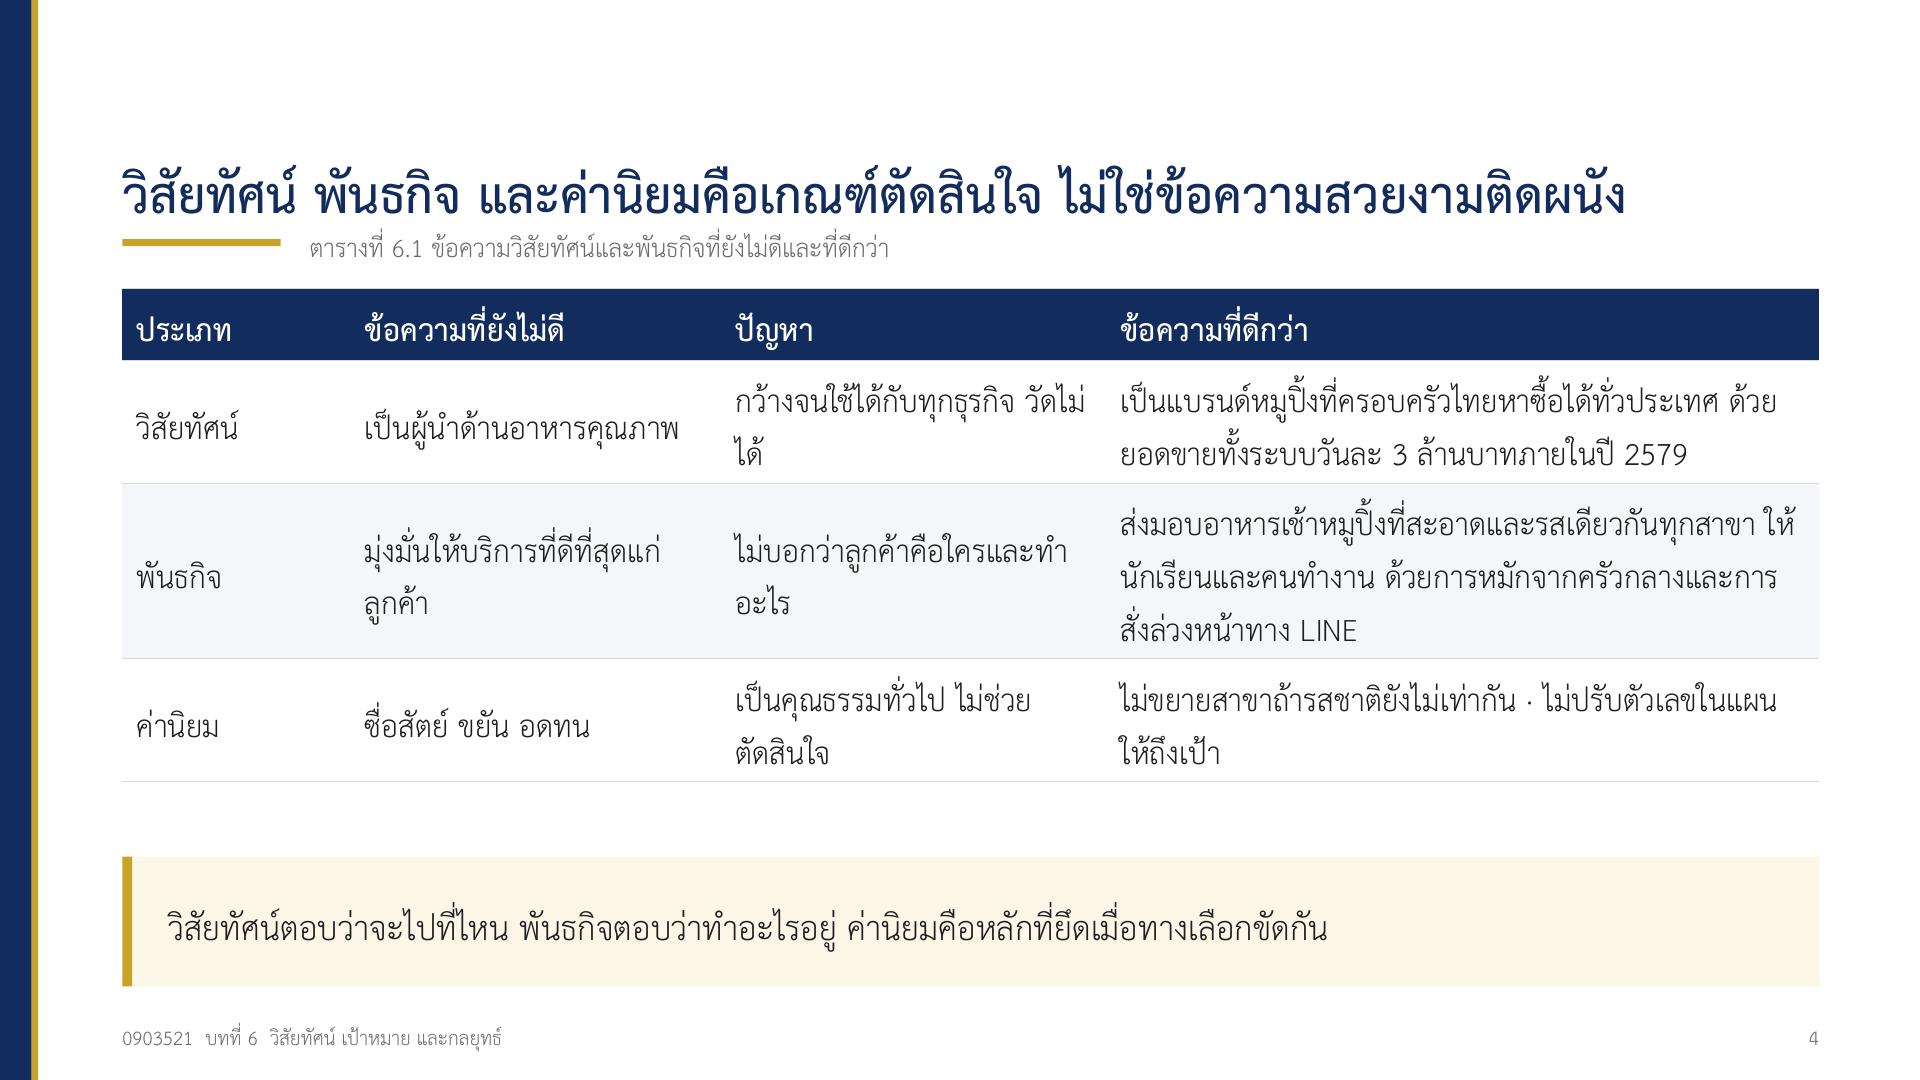 วิสัยทัศน์ พันธกิจ และค่านิยมคือเกณฑ์ตัดสินใจ ไม่ใช่ข้อความสวยงามติดผนัง
ตารางที่ 6.1 ข้อความวิสัยทัศน์และพันธกิจที่ยังไม่ดีและที่ดีกว่า
ประเภท ข้อความที่ยังไม่ดี ปัญหา ข้อความที่ดีกว่า
วิสัยทัศน์ เป็นผู้นำด้านอาหารคุณภาพ
กว้างจนใช้ได้กับทุกธุรกิจ วัดไม่
ได้
เป็นแบรนด์หมูปิ้งที่ครอบครัวไทยหาซื้อได้ทั่วประเทศ ด้วย
ยอดขายทั้งระบบวันละ 3 ล้านบาทภายในปี 2579
พันธกิจ
มุ่งมั่นให้บริการที่ดีที่สุดแก่
ลูกค้า
ไม่บอกว่าลูกค้าคือใครและทำ
อะไร
ส่งมอบอาหารเช้าหมูปิ้งที่สะอาดและรสเดียวกันทุกสาขา ให้
นักเรียนและคนทำงาน ด้วยการหมักจากครัวกลางและการ
สั่งล่วงหน้าทาง LINE
ค่านิยม ซื่อสัตย์ ขยัน อดทน
เป็นคุณธรรมทั่วไป ไม่ช่วย
ตัดสินใจ
ไม่ขยายสาขาถ้ารสชาติยังไม่เท่ากัน · ไม่ปรับตัวเลขในแผน
ให้ถึงเป้า
วิสัยทัศน์ตอบว่าจะไปที่ไหน พันธกิจตอบว่าทำอะไรอยู่ ค่านิยมคือหลักที่ยึดเมื่อทางเลือกขัดกัน
0903521 บทที่ 6 วิสัยทัศน์ เป้าหมาย และกลยุทธ์ 4